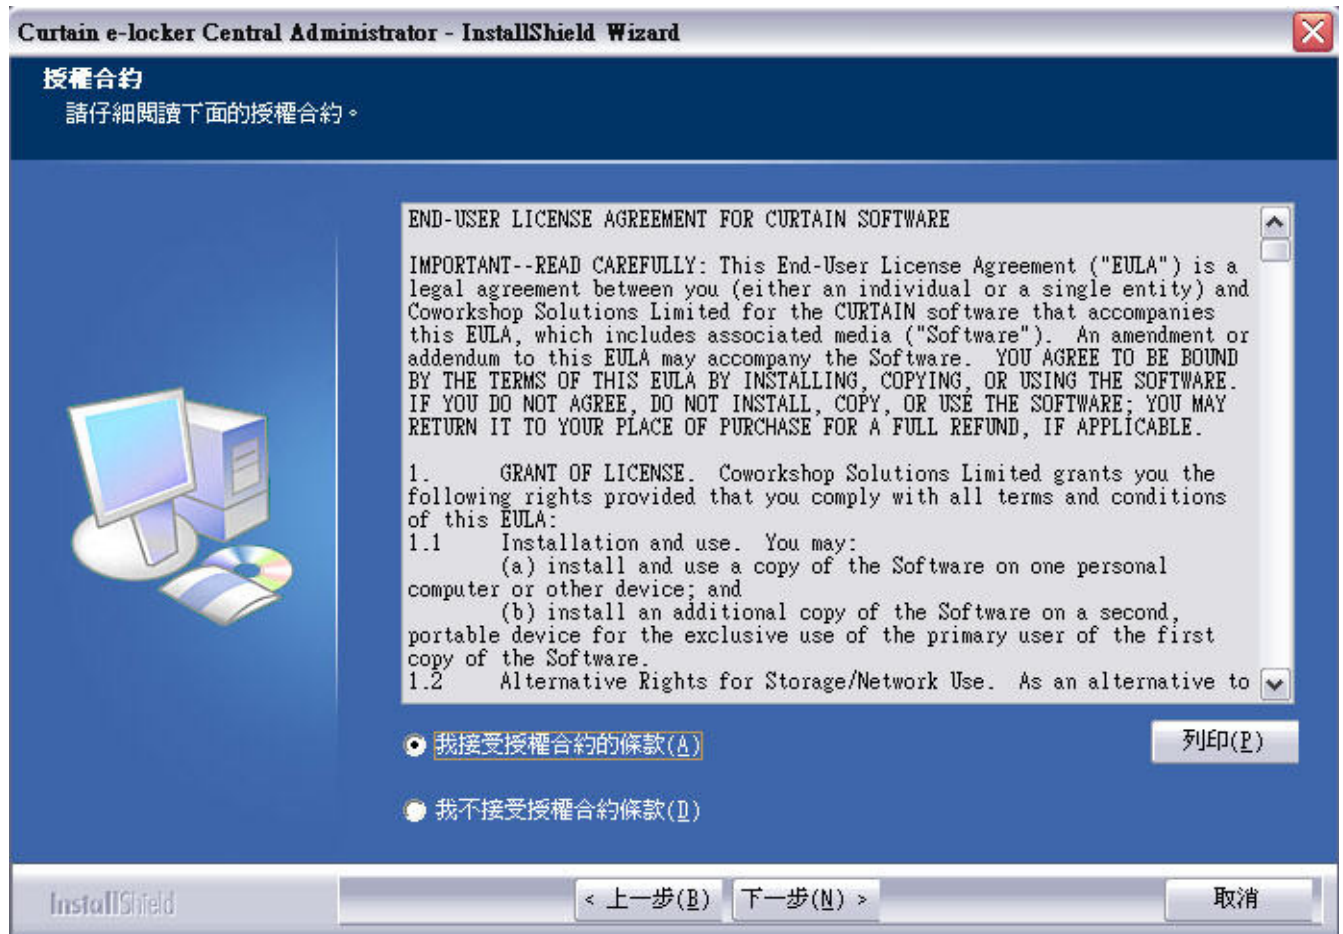 Curtain e-locker Central Administrator - InstallShield Wizard
授權合約
請仔細閱讀下面的授權合約。
END-USER LICENSE AGREEMENT FOR CURTAIN SOFTWARE
IMPORTANT--READ CAREFULLY: This End-User License Agreement ("EULA") is a
legal agreement between you (either an individual or a single entity) and
Coworkshop Solutions Limited for the CURTAIN software that accompanies
this EULA, which includes associated media ("Software").  An amendment or
addendum to this EULA may accompany the Software.  YOU AGREE TO BE BOUND
BY THE TERMS OF THIS EULA BY INSTALLING, COPYING, OR USING THE SOFTWARE.
IF YOU DO NOT AGREE, DO NOT INSTALL, COPY, OR USE THE SOFTWARE; YOU MAY
RETURN IT TO YOUR PLACE OF PURCHASE FOR A FULL REFUND, IF APPLICABLE.
1.      GRANT OF LICENSE.  Coworkshop Solutions Limited grants you the
following rights provided that you comply with all terms and conditions
of this EULA:
1.1     Installation and use.  You may:
(a) install and use a copy of the Software on one personal
computer or other device; and
(b) install an additional copy of the Software on a second,
portable device for the exclusive use of the primary user of the first
copy of the Software.
1.2     Alternative Rights for Storage/Network Use.  As an alternative to
我接受授權合約的條款(A)
列印(P)
我不接受授權合約條款(D)
InstallShield
< 上一步(B)
下一步(N) >
取消